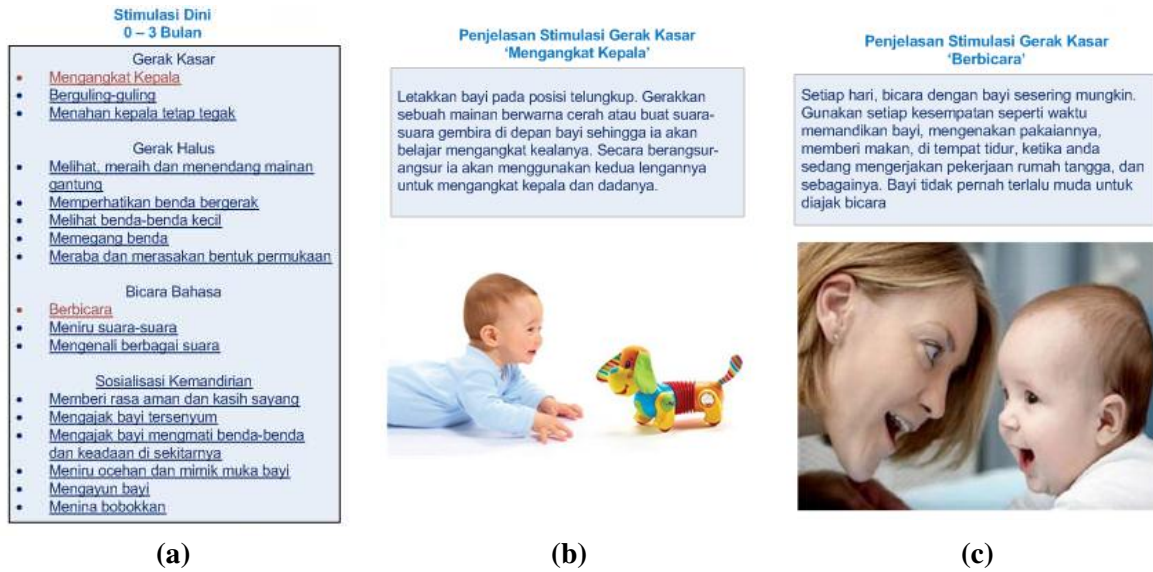 Stimulasi Dini
0 – 3 Bulan
Gerak Kasar
• Mengangkat Kepala
• Berguling-guling
• Menahan kepala tetap tegak
Gerak Halus
• Melihat, meraih dan menendang mainan
gantung
• Memperhatikan benda bergerak
• Melihat benda-benda kecil
• Memegang benda
• Meraba dan merasakan bentuk permukaan
Bicara Bahasa
• Berbicara
• Meniru suara-suara
• Mengenali berbagai suara
Sosialisasi Kemandirian
• Memberi rasa aman dan kasih sayang
• Mengajak bayi tersenyum
• Mengajak bayi mengmati benda-benda
dan keadaan di sekitarnya
• Meniru ocehan dan mimik muka bayi
• Mengayun bayi
• Menina bobokkan
(a)
Penjelasan Stimulasi Gerak Kasar
‘Mengangkat Kepala’
Letakkan bayi pada posisi telungkup. Gerakkan
sebuah mainan berwarna cerah atau buat suara-
suara gembira di depan bayi sehingga ia akan
belajar mengangkat kealanya. Secara berangsur-
angsur ia akan menggunakan kedua lengannya
untuk mengangkat kepala dan dadanya.
(b)
Penjelasan Stimulasi Gerak Kasar
‘Berbicara’
Setiap hari, bicara dengan bayi sesering mungkin.
Gunakan setiap kesempatan seperti waktu
memandikan bayi, mengenakan pakaiannya,
memberi makan, di tempat tidur, ketika anda
sedang mengerjakan pekerjaan rumah tangga, dan
sebagainya. Bayi tidak pernah terlalu muda untuk
diajak bicara
(c)